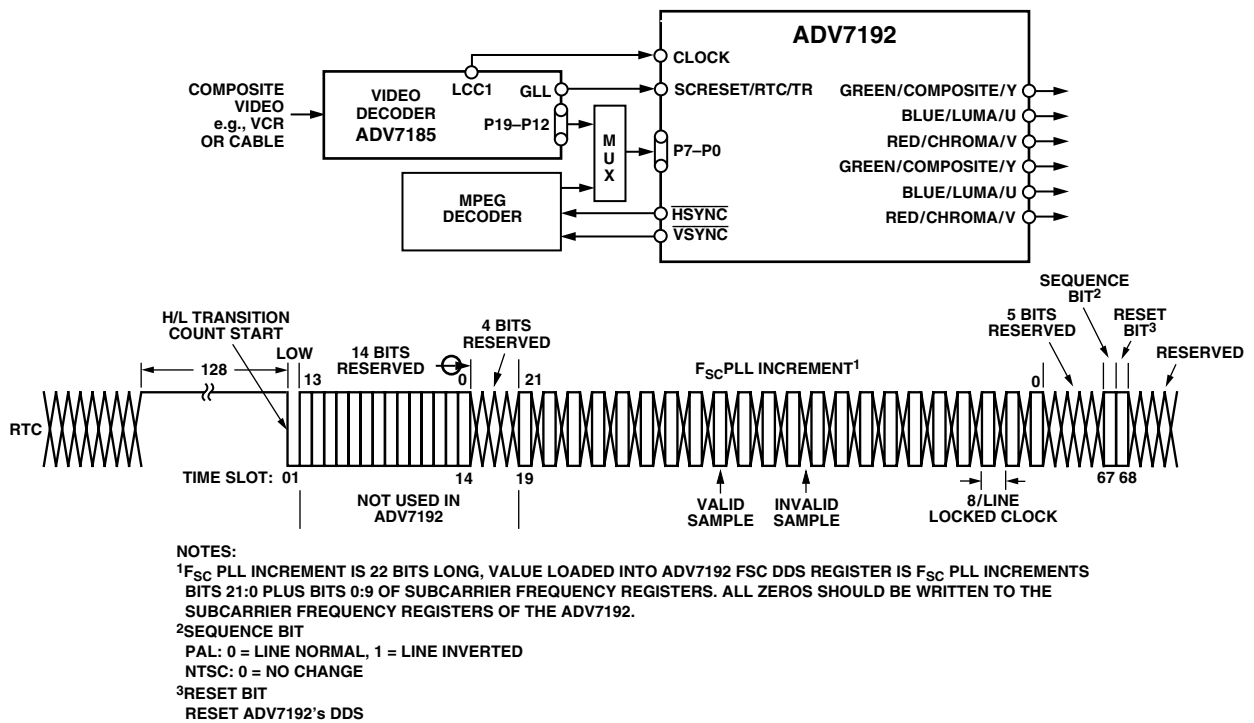 ADV7192
CLOCK
SCRESET/RTC/TR
P7–P0
HSYNC
VSYNC
GREEN/COMPOSITE/Y
BLUE/LUMA/U
RED/CHROMA/V
GREEN/COMPOSITE/Y
BLUE/LUMA/U
RED/CHROMA/V
COMPOSITE
VIDEO
e.g., VCR
OR CABLE
LCC1
GLL
VIDEO
DECODER
ADV7185
P19–P12
MUX
MPEG
DECODER
H/L TRANSITION
COUNT START
LOW
128
13
14 BITS
RESERVED
0
4 BITS
RESERVED
21
FSC PLL INCREMENT1
0
5 BITS
RESERVED
SEQUENCE
BIT2
RESET
BIT3
RESERVED
RTC
TIME SLOT: 01
14
19
67 68
NOT USED IN
ADV7192
VALID
SAMPLE
INVALID
SAMPLE
8/LINE
LOCKED CLOCK
NOTES:
1FSC PLL INCREMENT IS 22 BITS LONG, VALUE LOADED INTO ADV7192 FSC DDS REGISTER IS FSC PLL INCREMENTS
BITS 21:0 PLUS BITS 0:9 OF SUBCARRIER FREQUENCY REGISTERS. ALL ZEROS SHOULD BE WRITTEN TO THE
SUBCARRIER FREQUENCY REGISTERS OF THE ADV7192.
2SEQUENCE BIT
PAL: 0 = LINE NORMAL, 1 = LINE INVERTED
NTSC: 0 = NO CHANGE
3RESET BIT
RESET ADV7192's DDS